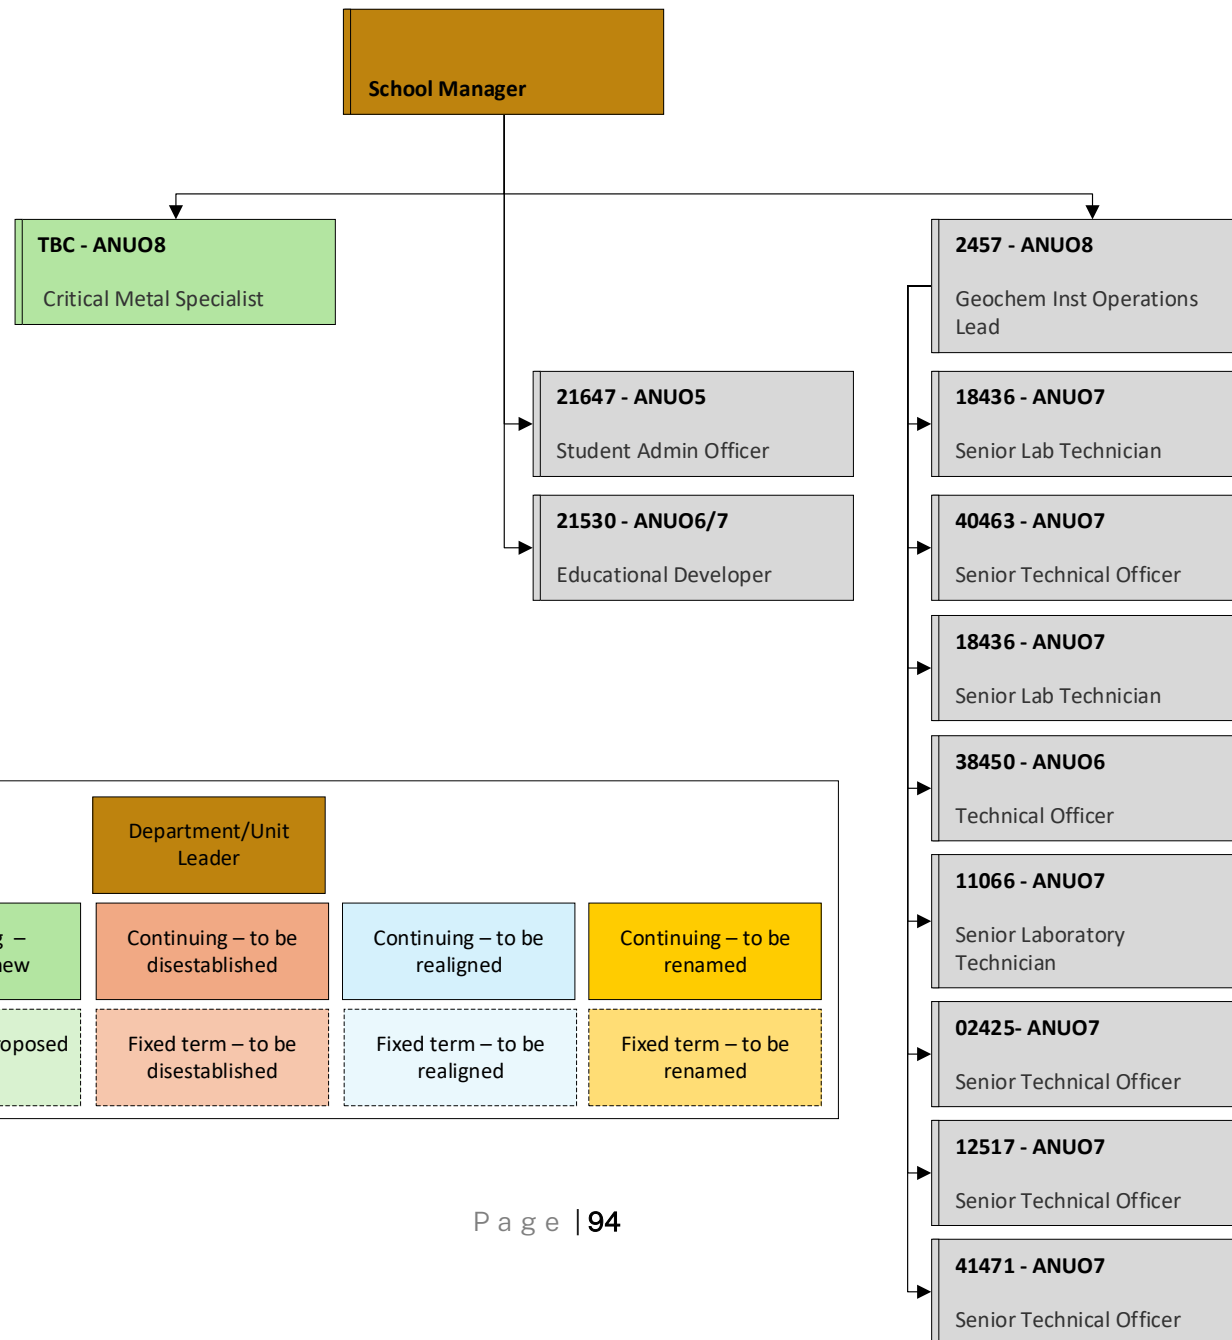 School Manager
TBC - ANUO8
Critical Metal Specialist
2457 - ANUO8
Geochem Inst Operations
Lead
21647 - ANUO5
Student Admin Officer
21530 - ANUO6/7
Educational Developer
18436 - ANUO7
Senior Lab Technician
40463 - ANUO7
Senior Technical Officer
18436 - ANUO7
Senior Lab Technician
38450 - ANUO6
Technical Officer
11066 - ANUO7
Senior Laboratory
Technician
02425- ANUO7
Senior Technical Officer
12517 - ANUO7
Senior Technical Officer
41471 - ANUO7
Senior Technical Officer
Department/Unit
Leader
Continuing – to be
disestablished
Continuing – to be
realigned
Continuing – to be
renamed
Fixed term – to be
disestablished
Fixed term – to be
realigned
Fixed term – to be
renamed
Page |94